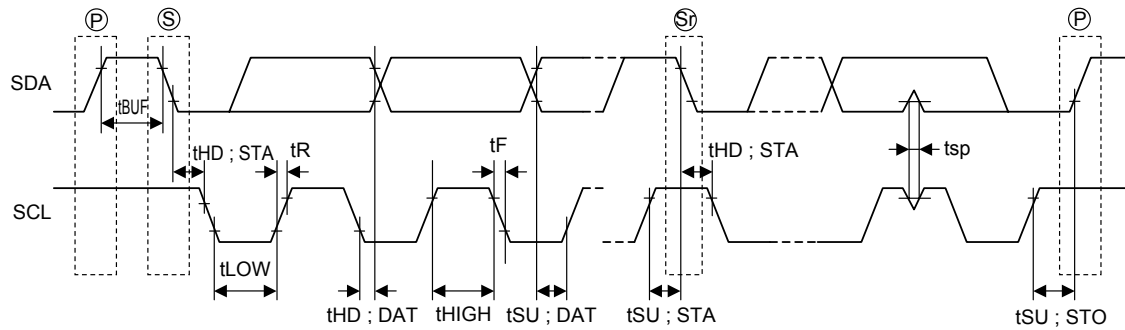 P S Sr P
SDA
tBUF
tHD ; STA tR tF tHD ; STA tsp
SCL
tLOW
tHD ; DAT tHIGH tSU ; DAT tSU ; STA tSU ; STO